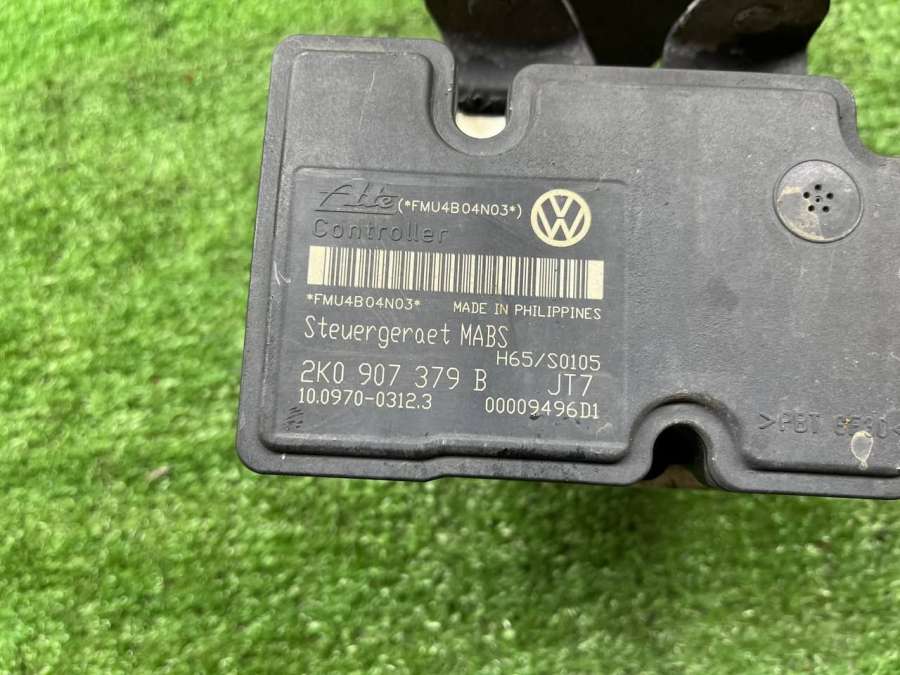 Ate (*FMU4B04N03*)
Controller
*FMU4B04N03* MADE IN PHILIPPINES
Steuergeraet MABS
H65/S0105
2K0 907 379 B JT7
10.0970-0312.3 00009496D1
>PBT GF30<